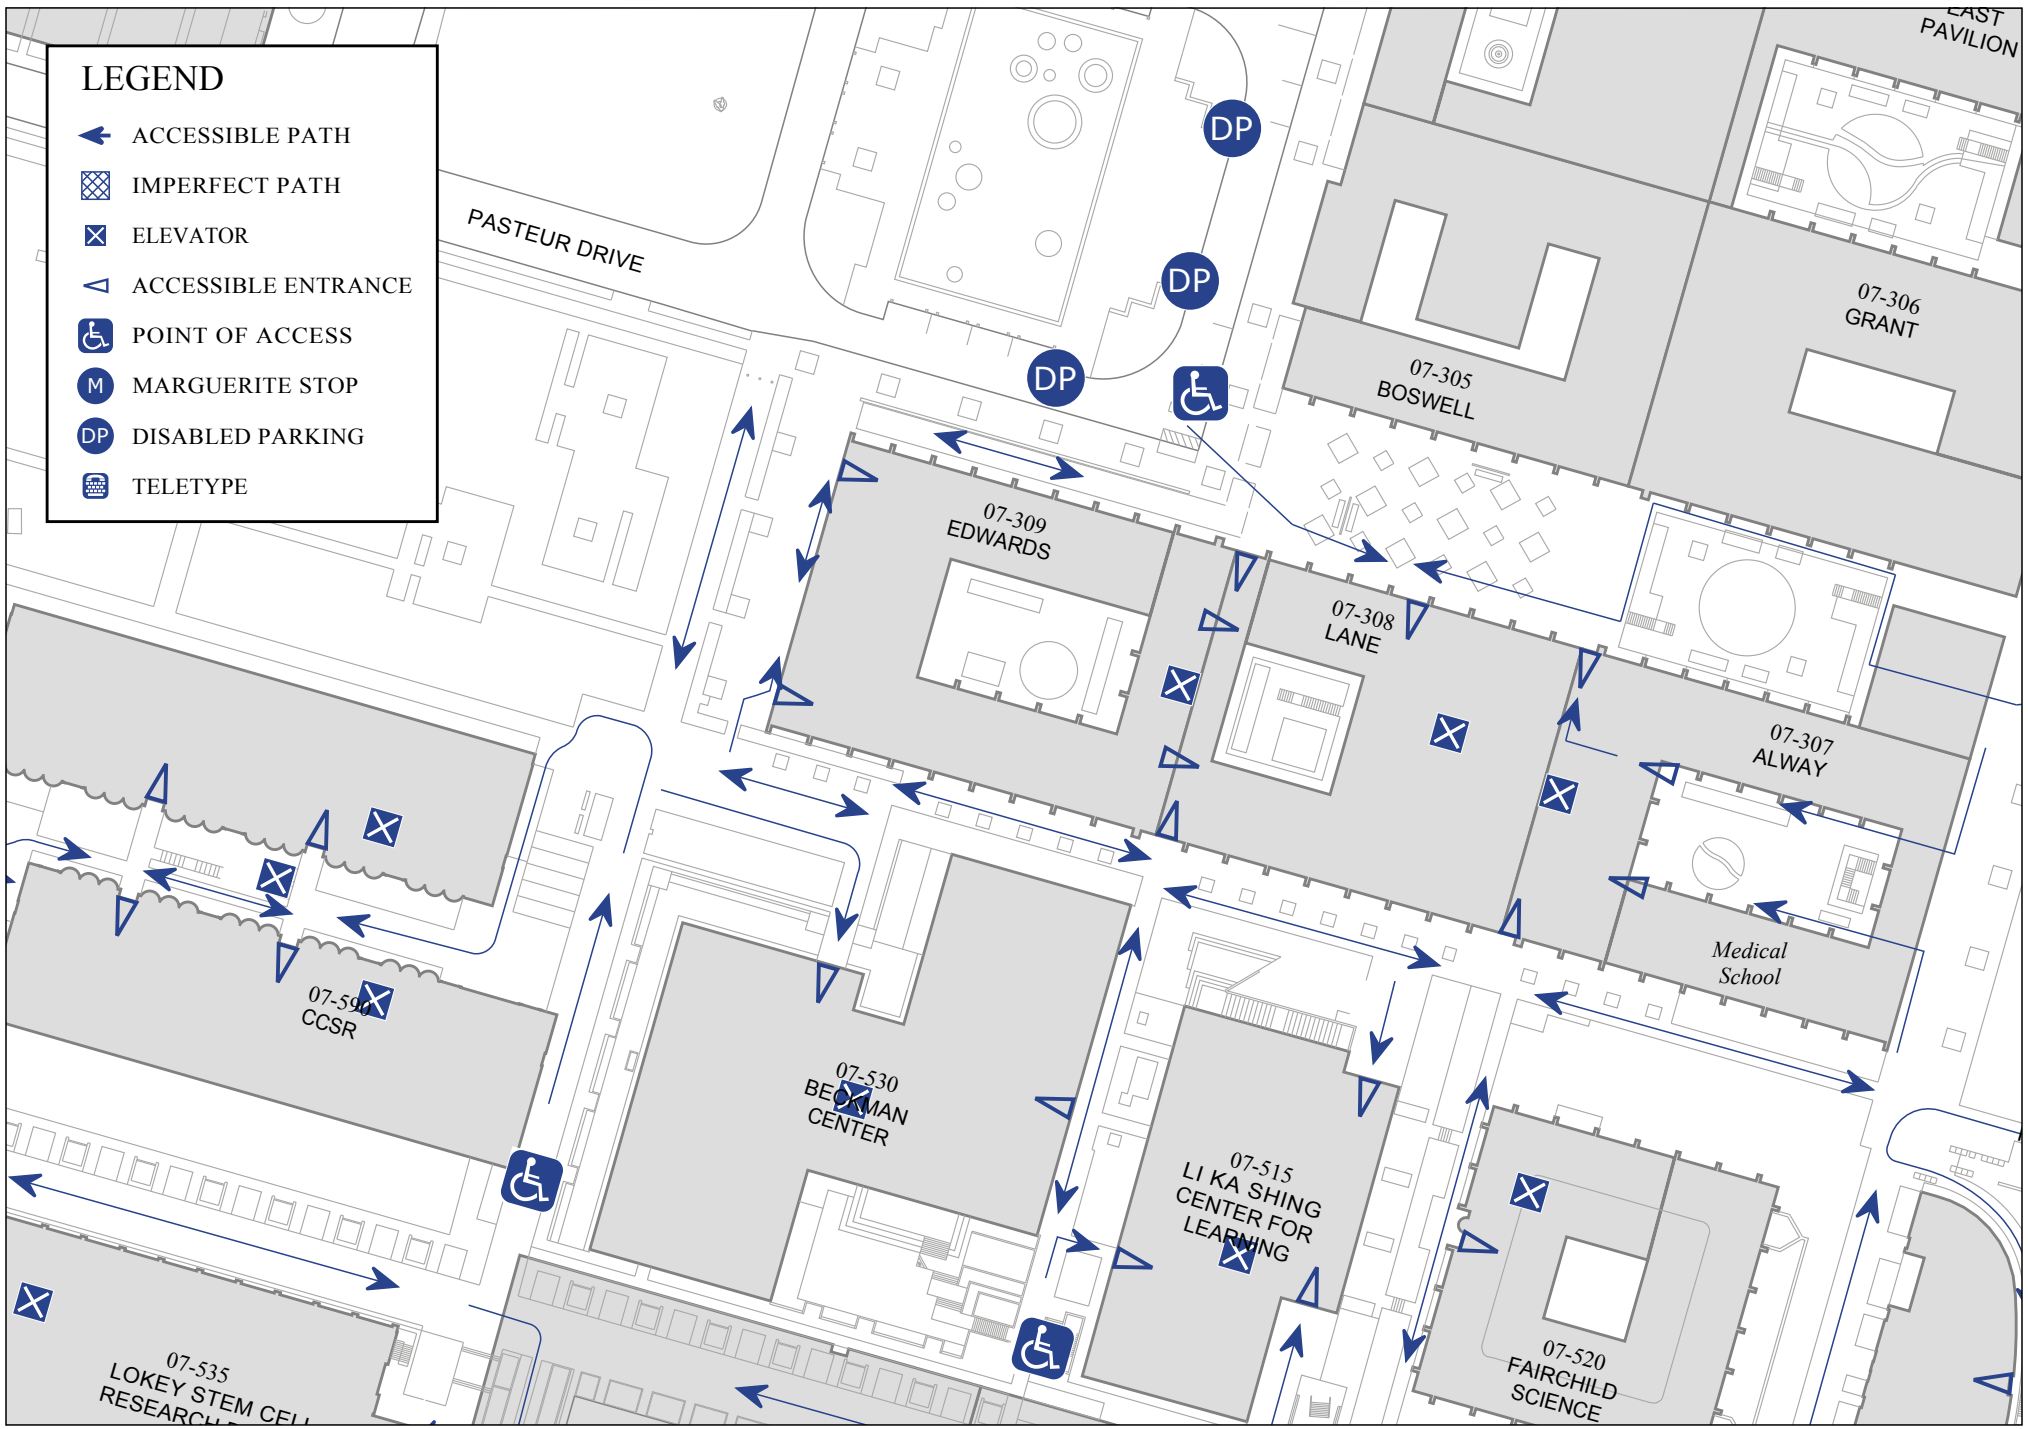 LEGEND
ACCESSIBLE PATH
IMPERFECT PATH
ELEVATOR
ACCESSIBLE ENTRANCE
POINT OF ACCESS
M
MARGUERITE STOP
DP
DISABLED PARKING
TELETYPE
EAST
PAVILION
DP
PASTEUR DRIVE
DP
DP
07-306
GRANT
07-305
BOSWELL
07-309
EDWARDS
07-308
LANE
07-307
ALWAY
Medical
School
07-590
CCSR
07-530
BECKMAN
CENTER
07-515
LI KA SHING
CENTER FOR
LEARNING
07-520
FAIRCHILD
SCIENCE
07-535
LOKEY STEM CELL
RESEARCH